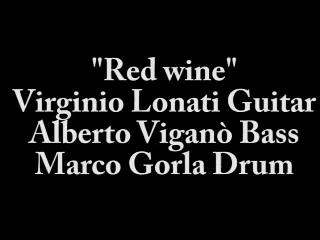 "Red wine"
Virginio Lonati Guitar
Alberto Viganò Bass
Marco Gorla Drum